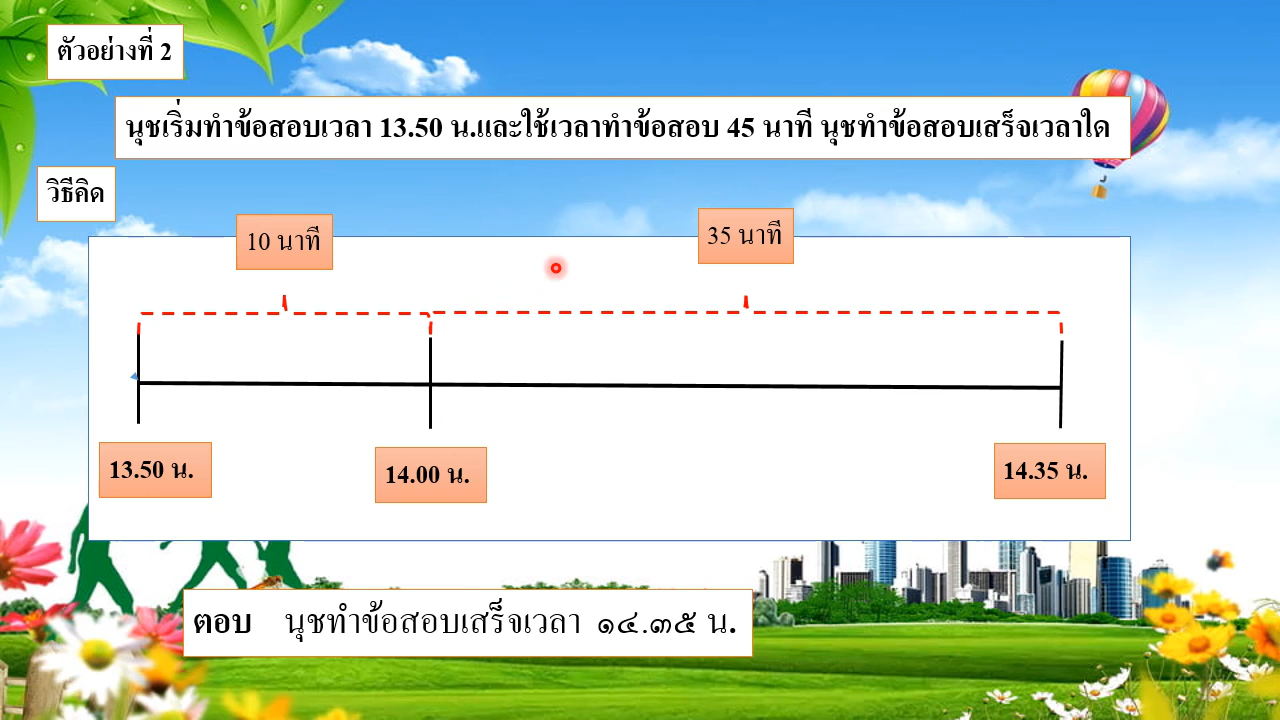 ตัวอย่างที่ 2
นุชเริ่มทำข้อสอบเวลา 13.50 น.และใช้เวลาทำข้อสอบ 45 นาที นุชทำข้อสอบเสร็จเวลาใด
วิธีคิด
10 นาที
35 นาที
13.50 น.
14.00 น.
14.35 น.
ตอบ นุชทำข้อสอบเสร็จเวลา ๑๔.๓๕ น.